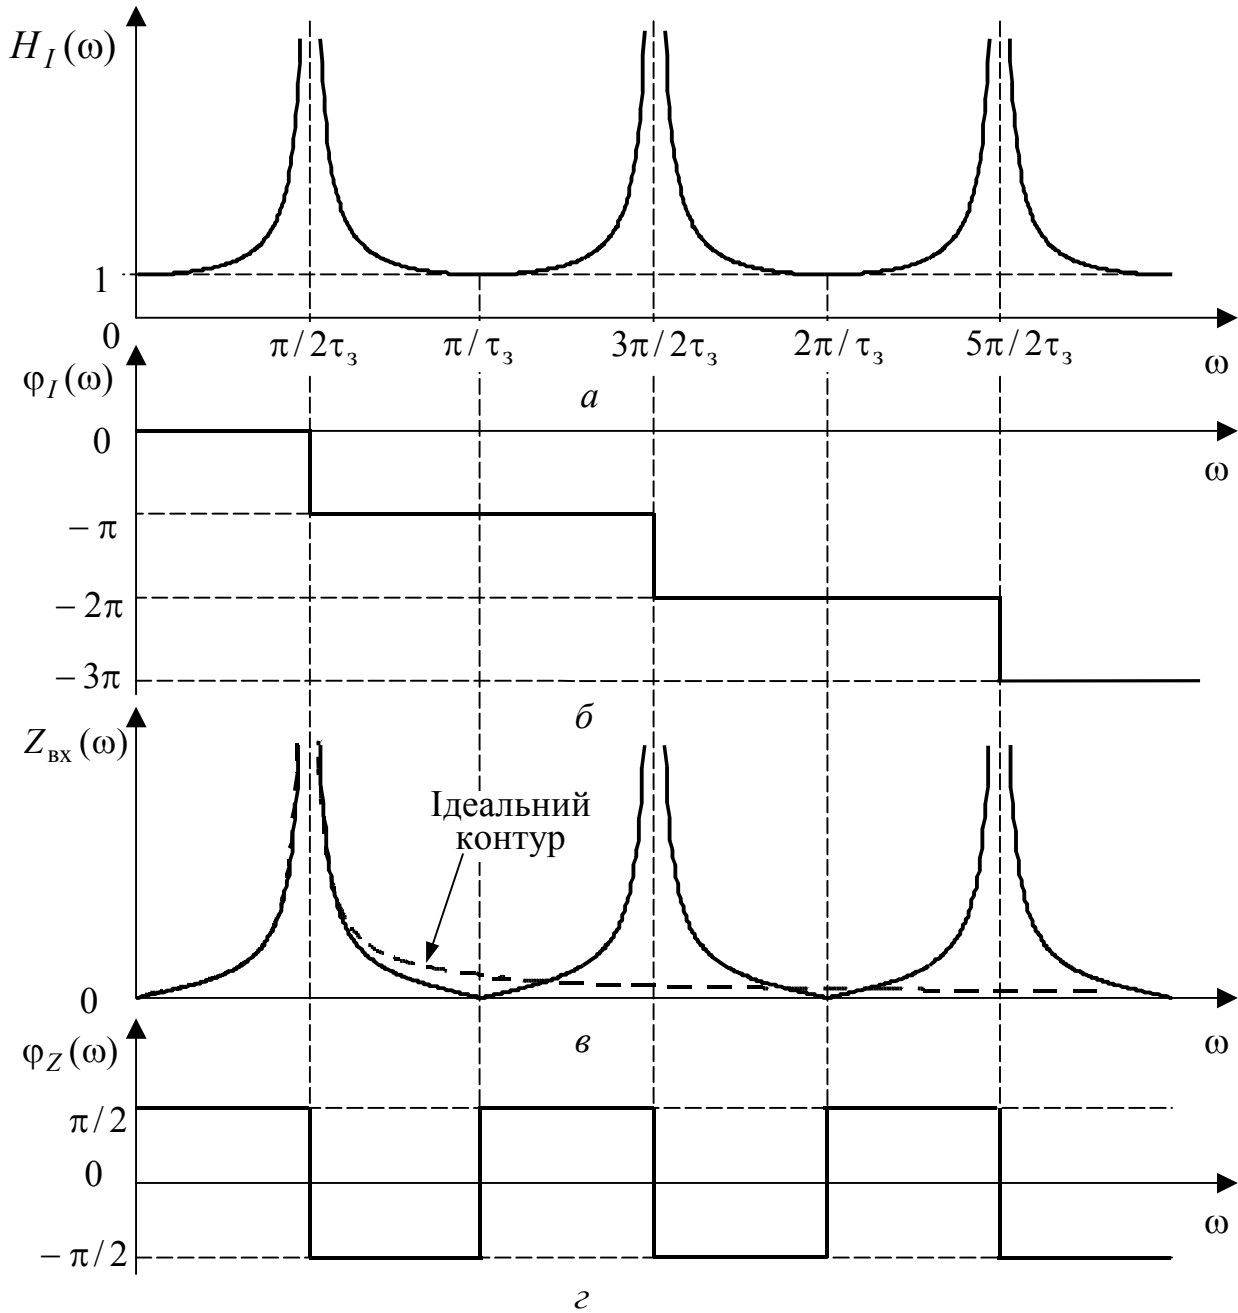 H_I(ω)
1
0
π/2τ_з
π/τ_з
3π/2τ_з
2π/τ_з
5π/2τ_з
ω
φ_I(ω)
а
0
ω
− π
− 2π
− 3π
б
Z_вх(ω)
Ідеальний
контур
0
в
ω
φ_Z(ω)
π/2
0
ω
− π/2
г